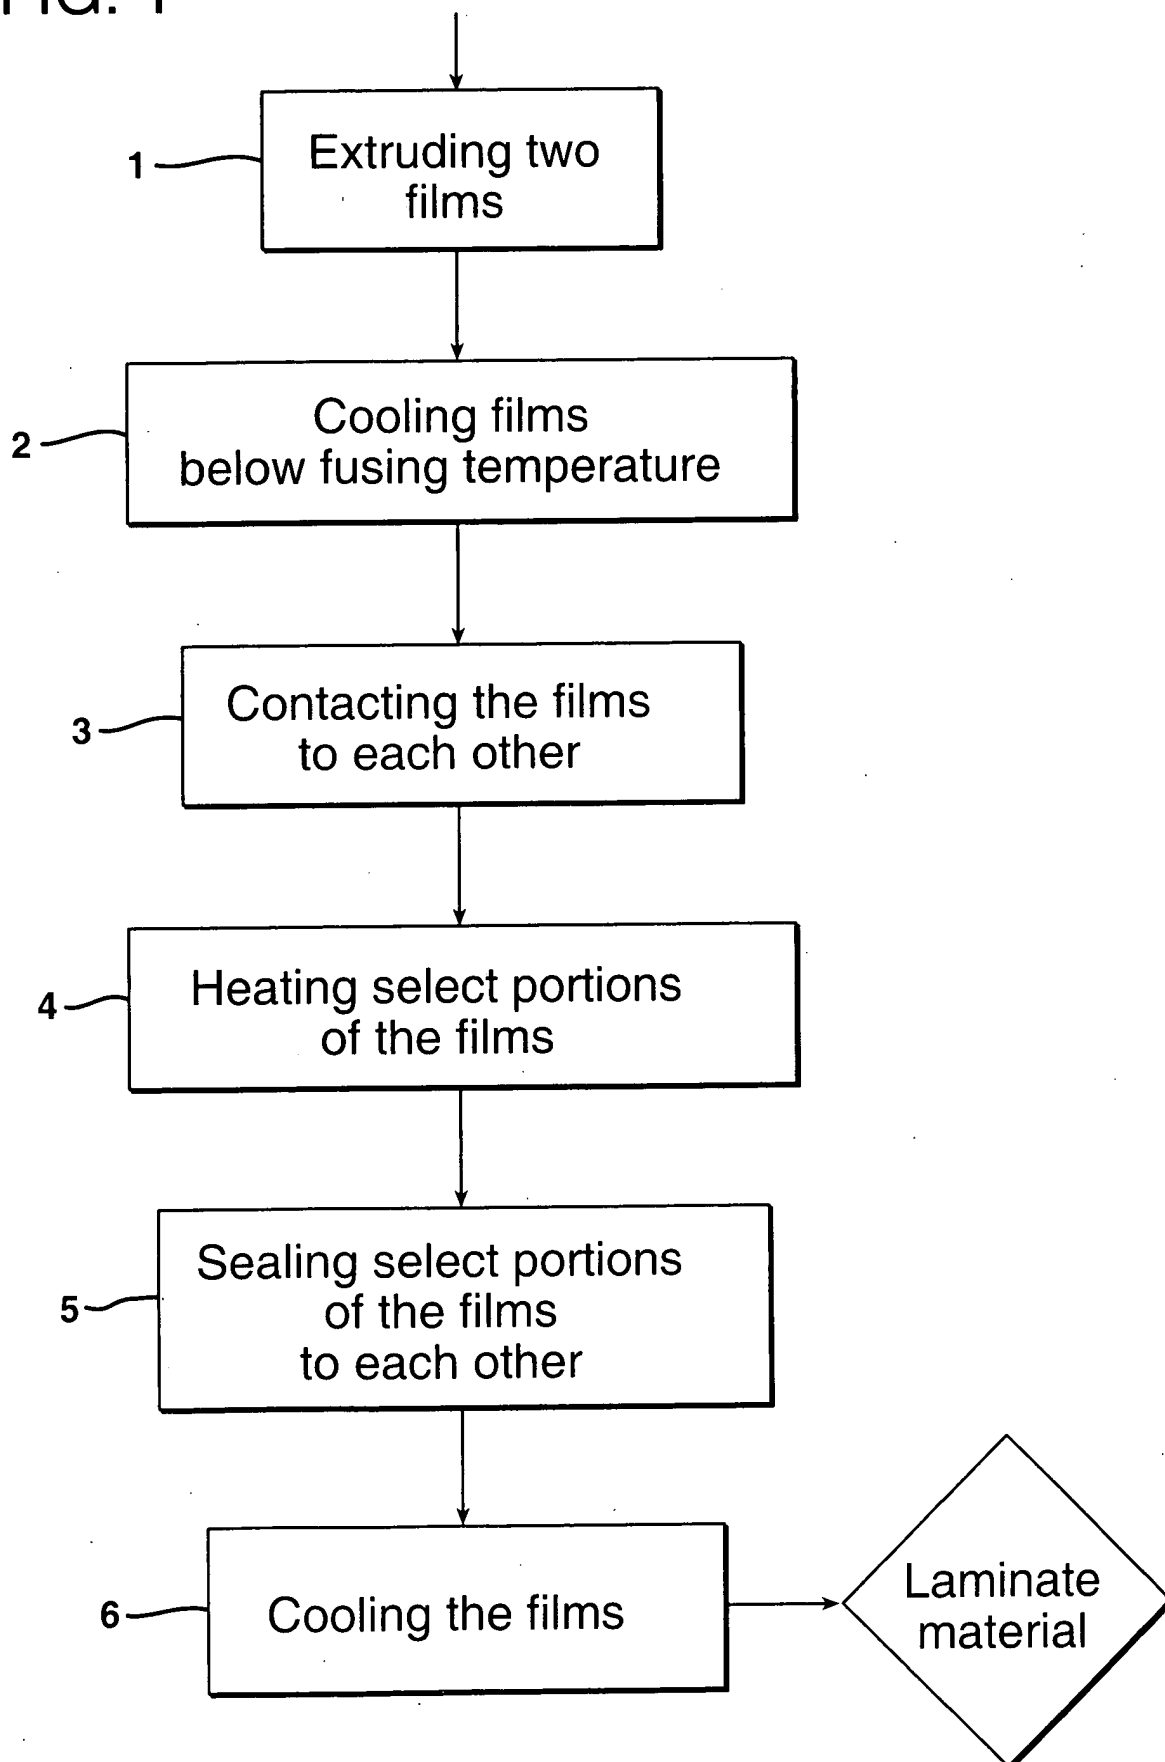 FIG. 1
1
Extruding two
films
2
Cooling films
below fusing temperature
3
Contacting the films
to each other
4
Heating select portions
of the films
5
Sealing select portions
of the films
to each other
6
Cooling the films
Laminate
material